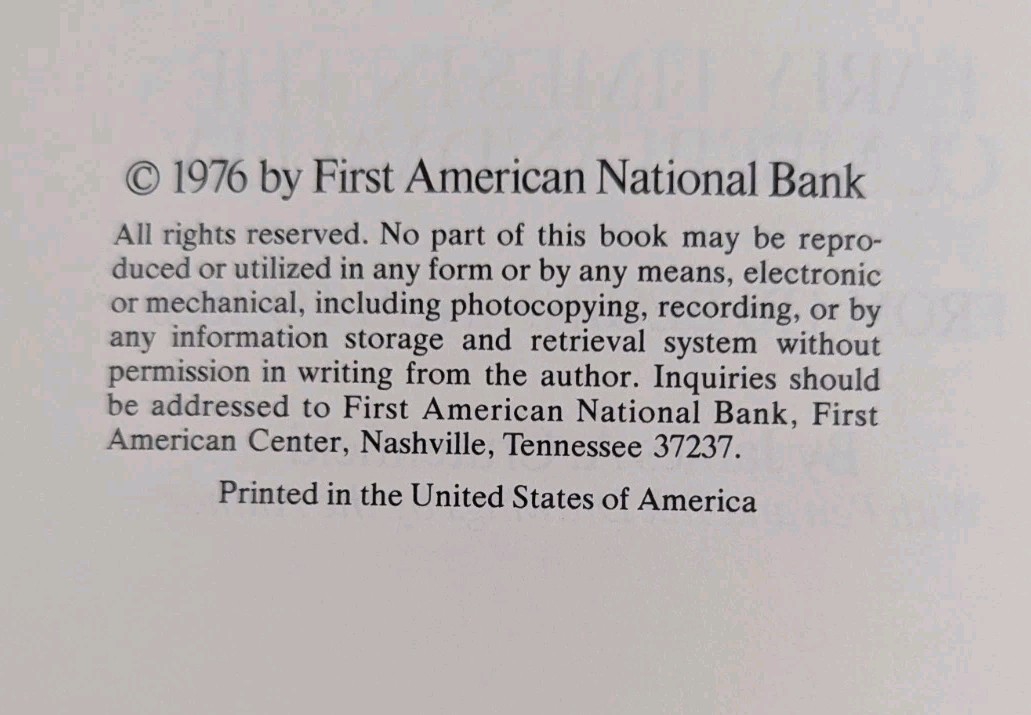 © 1976 by First American National Bank
All rights reserved. No part of this book may be repro-
duced or utilized in any form or by any means, electronic
or mechanical, including photocopying, recording, or by
any information storage and retrieval system without
permission in writing from the author. Inquiries should
be addressed to First American National Bank, First
American Center, Nashville, Tennessee 37237.
Printed in the United States of America